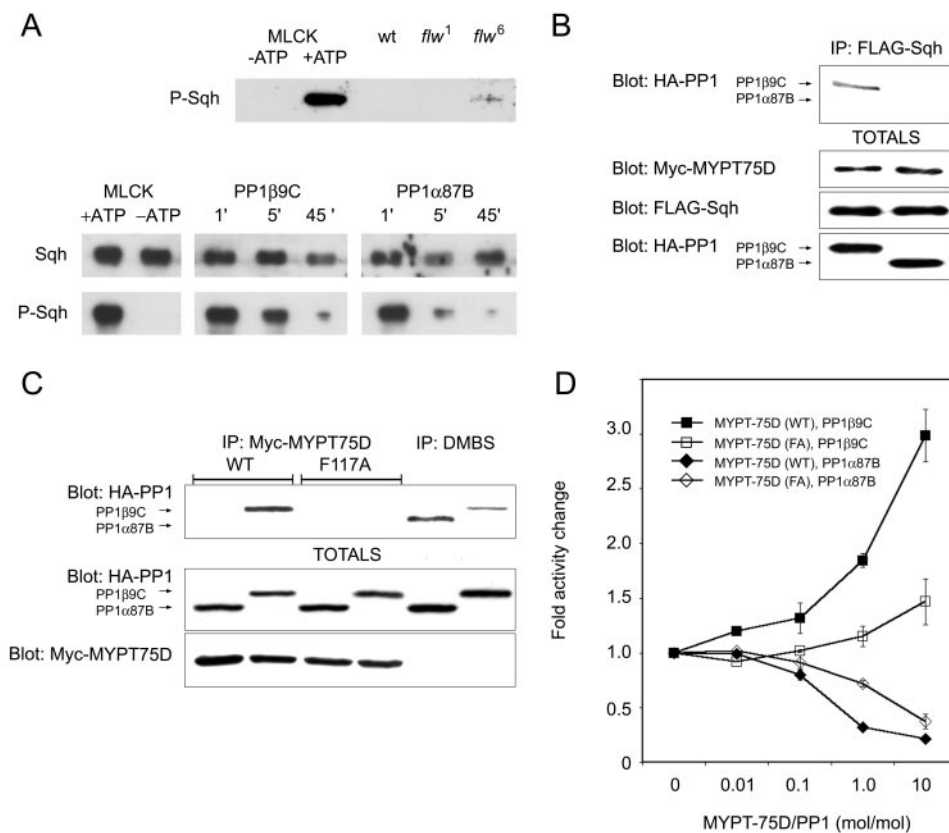 A
MLCK
-ATP +ATP wt flw¹ flw⁶
P-Sqh
MLCK PP1β9C PP1α87B
+ATP –ATP 1' 5' 45 ' 1' 5' 45'
Sqh
P-Sqh
B
IP: FLAG-Sqh
Blot: HA-PP1 PP1β9C
PP1α87B
TOTALS
Blot: Myc-MYPT75D
Blot: FLAG-Sqh
Blot: HA-PP1 PP1β9C
PP1α87B
C
IP: Myc-MYPT75D IP: DMBS
WT F117A
Blot: HA-PP1
PP1β9C
PP1α87B
TOTALS
Blot: HA-PP1
PP1β9C
PP1α87B
Blot: Myc-MYPT75D
D
MYPT-75D (WT), PP1β9C
MYPT-75D (FA), PP1β9C
MYPT-75D (WT), PP1α87B
MYPT-75D (FA), PP1α87B
Fold activity change
3.0
2.5
2.0
1.5
1.0
0.5
0
0 0.01 0.1 1.0 10
MYPT-75D/PP1 (mol/mol)